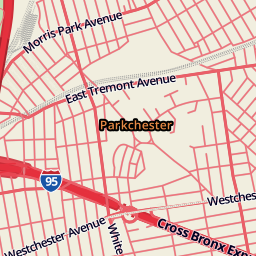 Morris Park Avenue
East Tremont Avenue
Parkchester
95
Westches
Cross Bronx Exp
Westchester Avenue
White